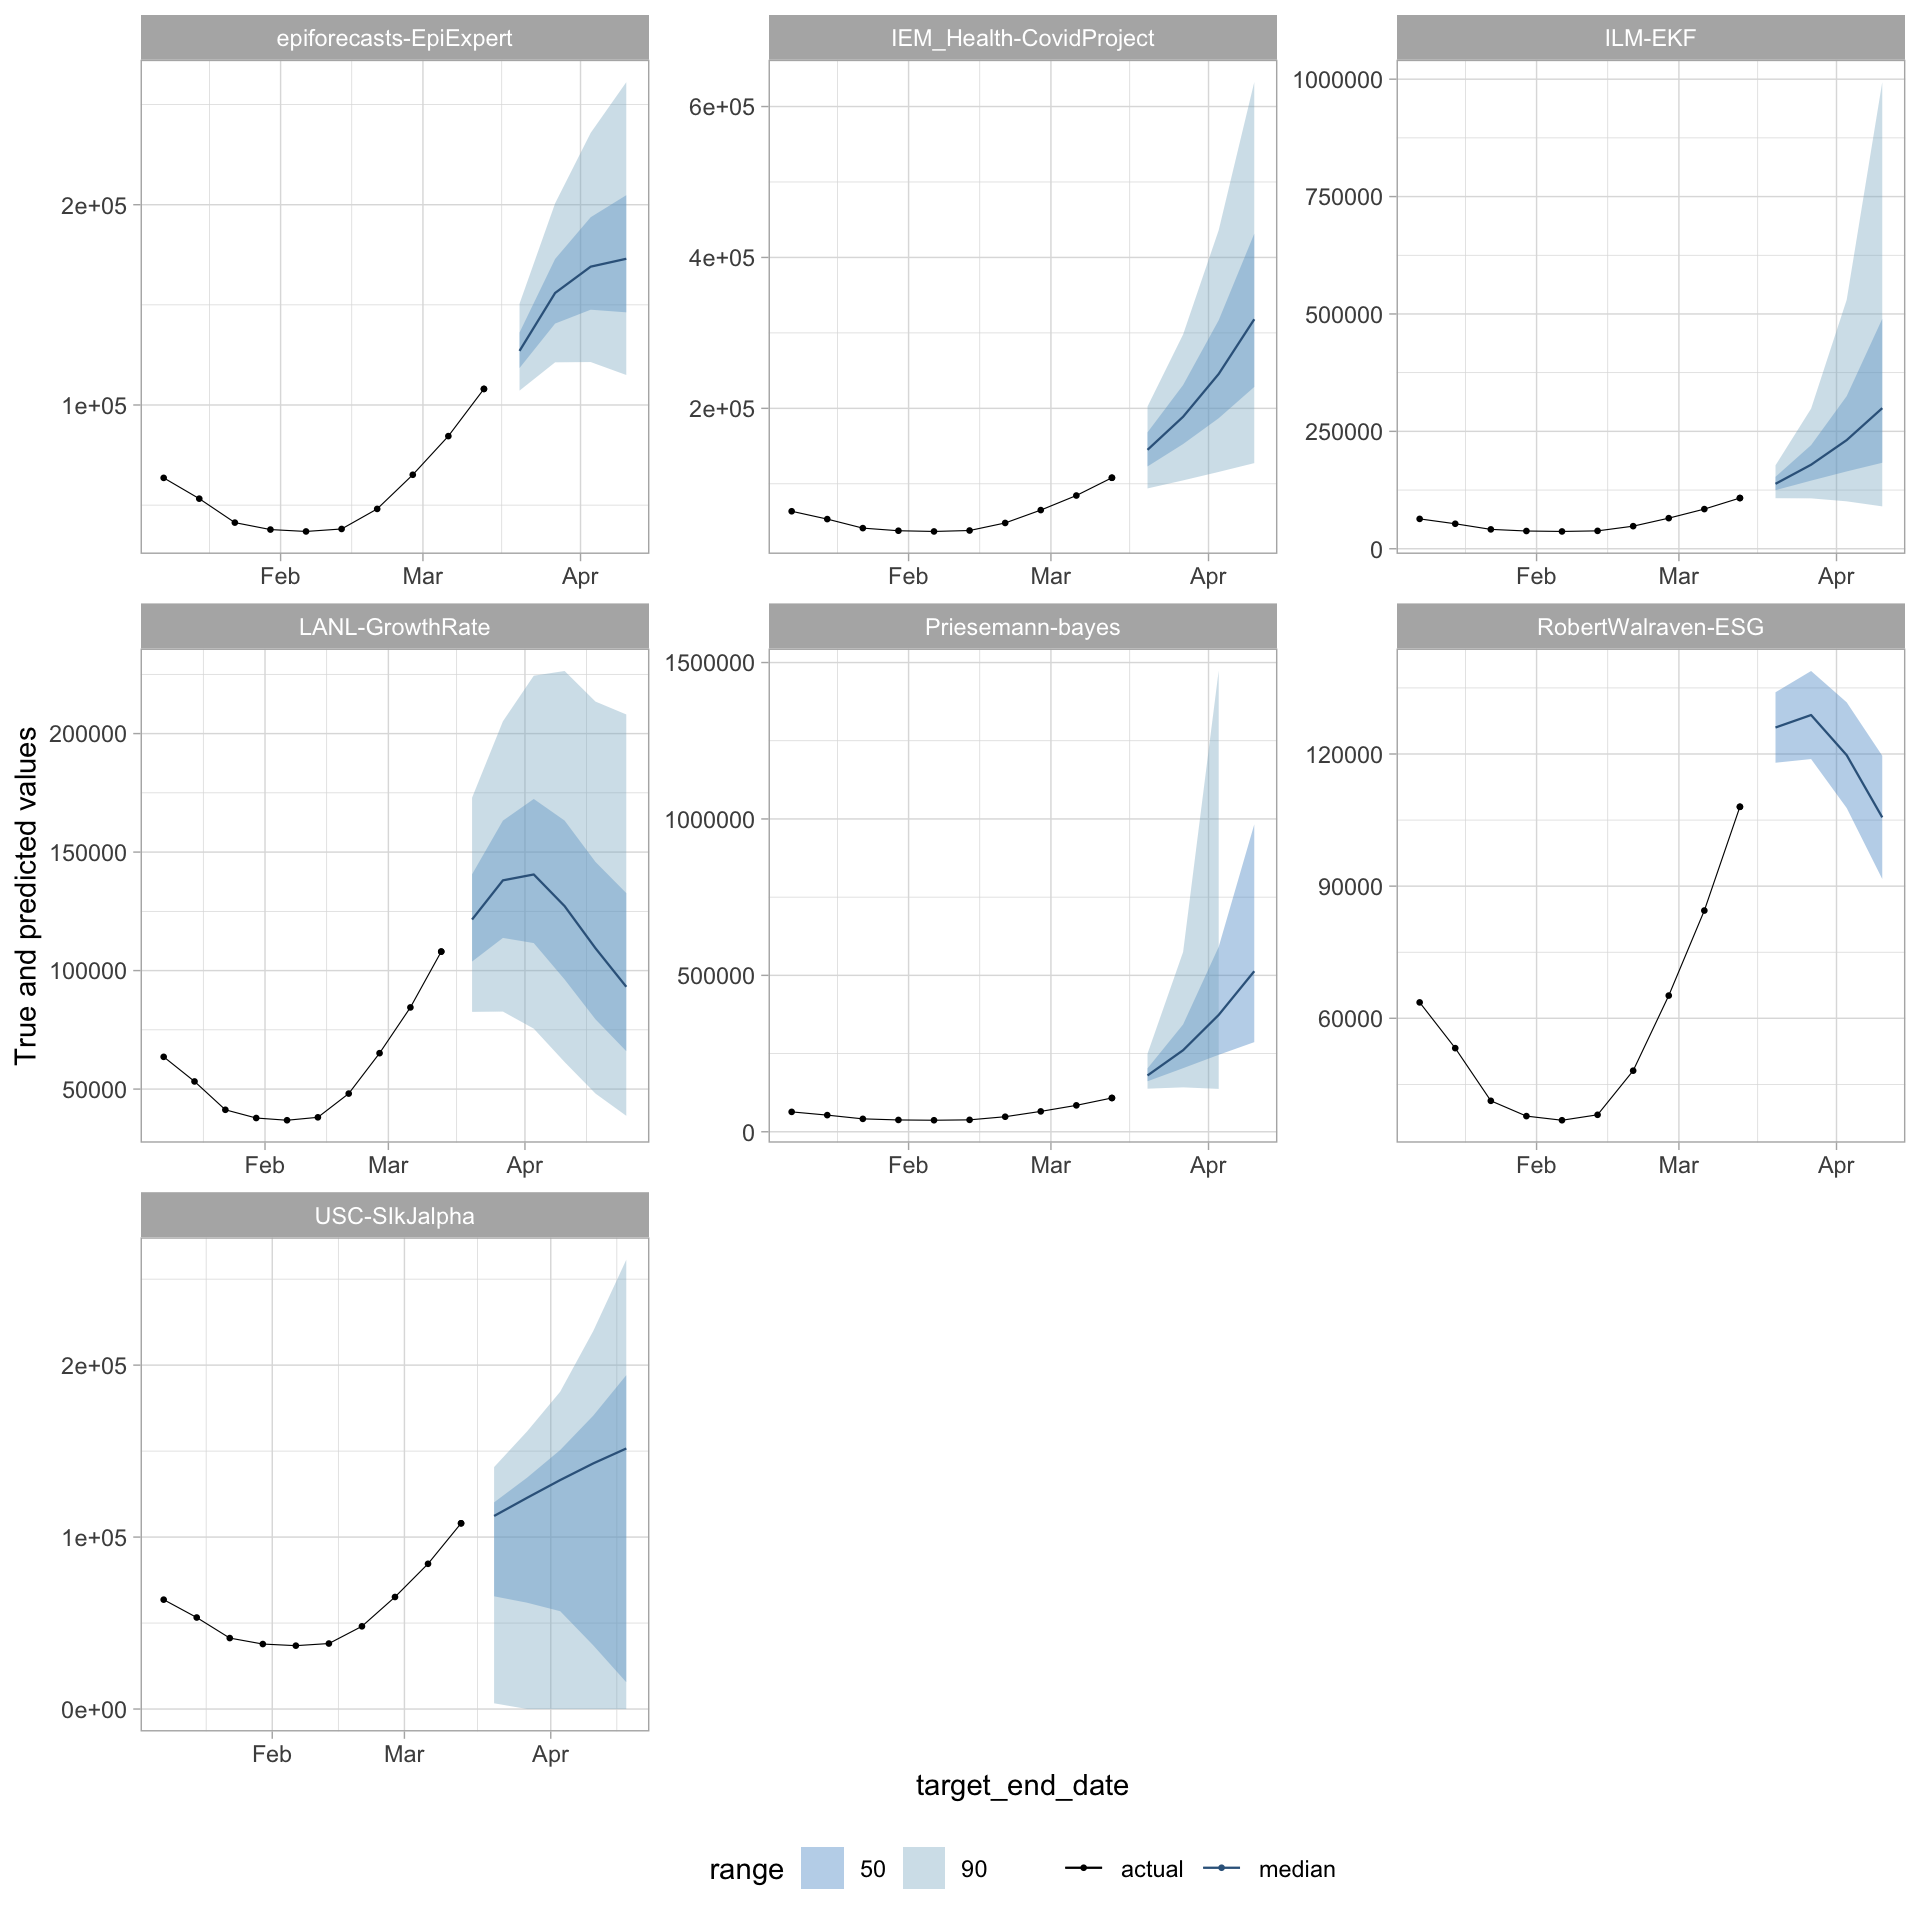 epiforecasts-EpiExpert
IEM_Health-CovidProject
ILM-EKF
2e+05
1e+05
Feb Mar Apr
6e+05
4e+05
2e+05
Feb Mar Apr
1000000
750000
500000
250000
0
Feb Mar Apr
True and predicted values
LANL-GrowthRate
Priesemann-bayes
RobertWalraven-ESG
200000
150000
100000
50000
Feb Mar Apr
1500000
1000000
500000
0
Feb Mar Apr
120000
90000
60000
Feb Mar Apr
USC-SIkJalpha
2e+05
1e+05
0e+00
Feb Mar Apr
target_end_date
range 50 90 actual median